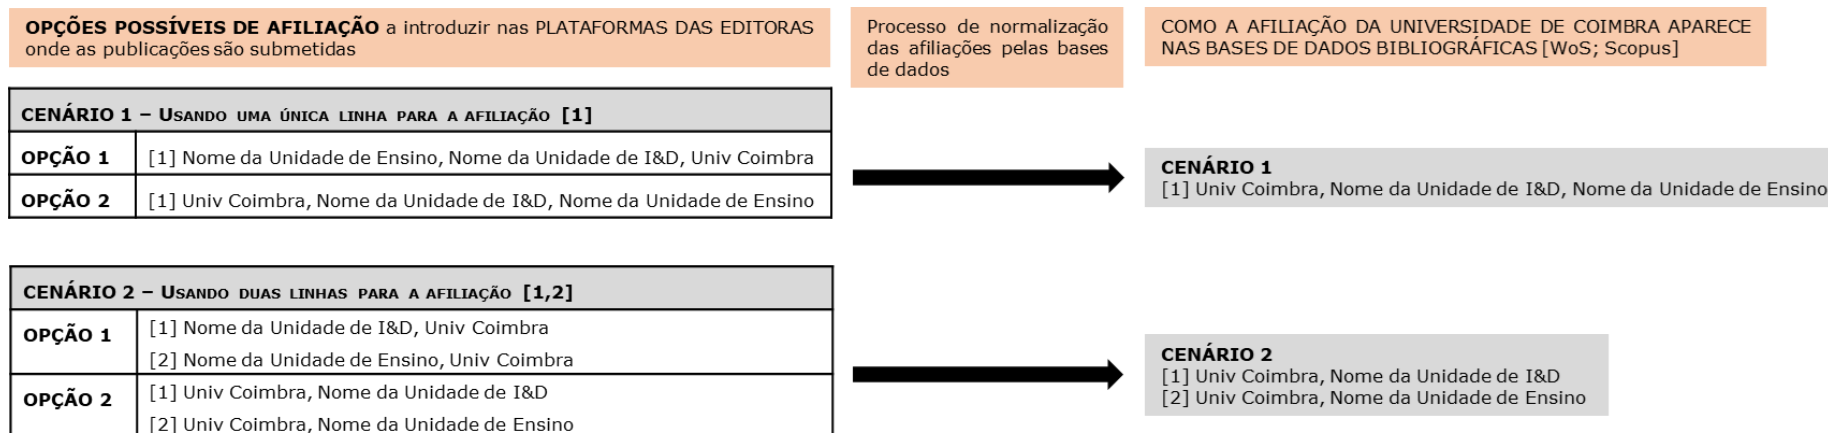 OPÇÕES POSSÍVEIS DE AFILIAÇÃO a introduzir nas PLATAFORMAS DAS EDITORAS
onde as publicações são submetidas
Processo de normalização
das afiliações pelas bases
de dados
COMO A AFILIAÇÃO DA UNIVERSIDADE DE COIMBRA APARECE
NAS BASES DE DADOS BIBLIOGRÁFICAS [WoS; Scopus]
CENÁRIO 1 – USANDO UMA ÚNICA LINHA PARA A AFILIAÇÃO [1]
OPÇÃO 1 [1] Nome da Unidade de Ensino, Nome da Unidade de I&D, Univ Coimbra
OPÇÃO 2 [1] Univ Coimbra, Nome da Unidade de I&D, Nome da Unidade de Ensino
CENÁRIO 1
[1] Univ Coimbra, Nome da Unidade de I&D, Nome da Unidade de Ensino
CENÁRIO 2 – USANDO DUAS LINHAS PARA A AFILIAÇÃO [1,2]
OPÇÃO 1 [1] Nome da Unidade de I&D, Univ Coimbra
[2] Nome da Unidade de Ensino, Univ Coimbra
OPÇÃO 2 [1] Univ Coimbra, Nome da Unidade de I&D
[2] Univ Coimbra, Nome da Unidade de Ensino
CENÁRIO 2
[1] Univ Coimbra, Nome da Unidade de I&D
[2] Univ Coimbra, Nome da Unidade de Ensino